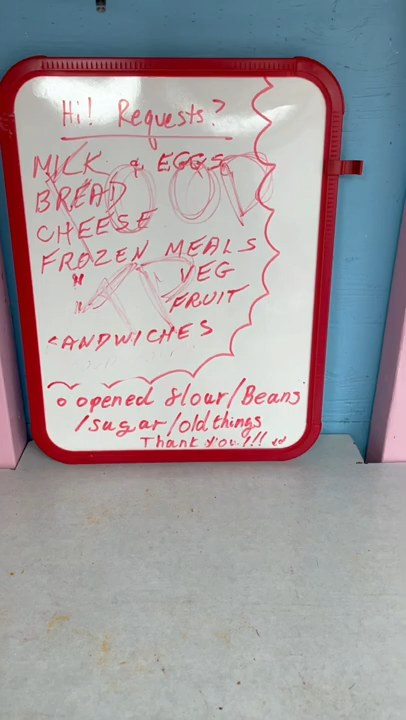 Hi! Requests?
MILK & EGGS
BREAD
CHEESE
FROZEN MEALS
" VEG
" FRUIT
SANDWICHES
o opened flour/Beans
/sugar/old things
Thank you!!!